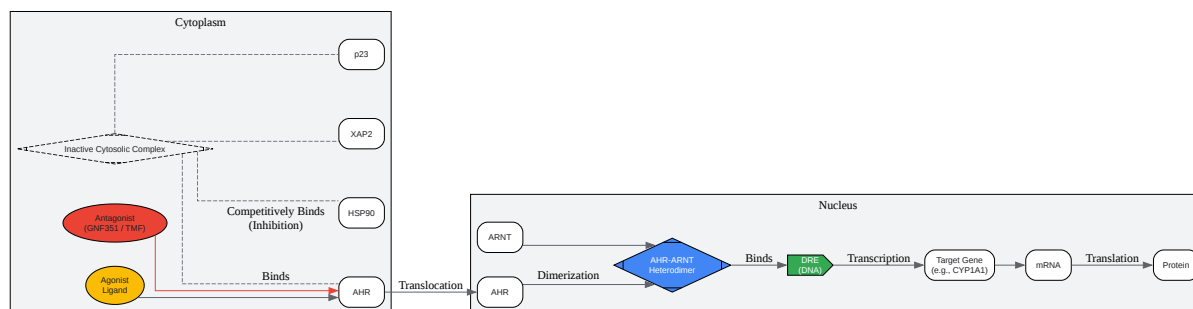 Cytoplasm
p23
XAP2
Inactive Cytosolic Complex
HSP90
Competitively Binds
(Inhibition)
Antagonist
(GNF351 / TMF)
Agonist
Ligand
Binds
AHR
Translocation
Nucleus
ARNT
AHR
Dimerization
AHR-ARNT
Heterodimer
Binds
DRE
(DNA)
Transcription
Target Gene
(e.g., CYP1A1)
mRNA
Translation
Protein